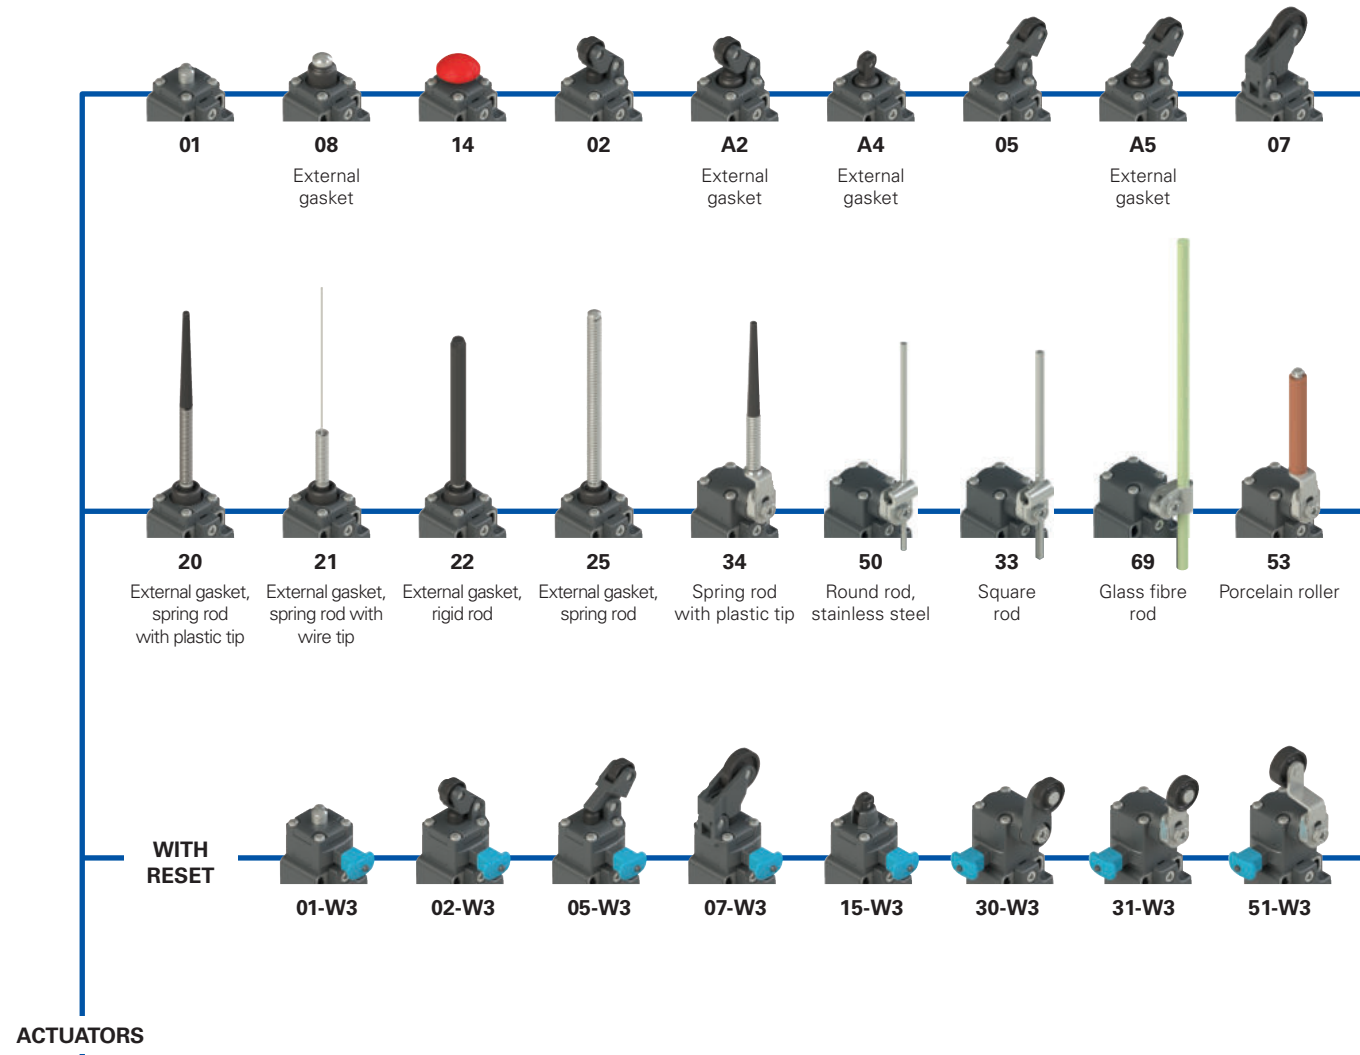 01 08 14 02 A2 A4 05 A5 07
External gasket
External gasket
External gasket
External gasket
20 21 22 25 34 50 33 69 53
External gasket,
spring rod
with plastic tip
External gasket,
spring rod with
wire tip
External gasket,
rigid rod
External gasket,
spring rod
Spring rod
with plastic tip
Round rod,
stainless steel
Square
rod
Glass fibre
rod
Porcelain roller
WITH
RESET
01-W3 02-W3 05-W3 07-W3 15-W3 30-W3 31-W3 51-W3
ACTUATORS